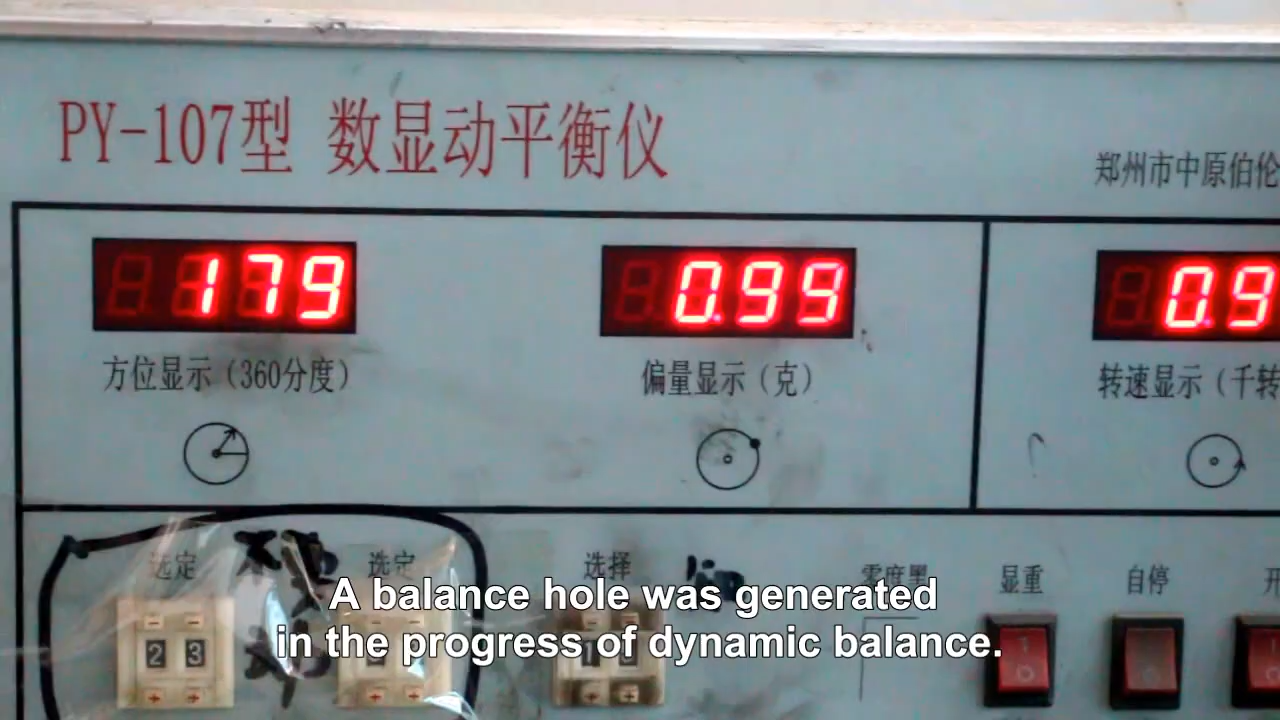 PY-107型 数显动平衡仪
郑州市中原伯伦
179
0.99
0.9
方位显示（360分度）
偏量显示（克）
转速显示（千转
选定
选定
选择
显重
自停
开
2 3
A balance hole was generated
in the progress of dynamic balance.